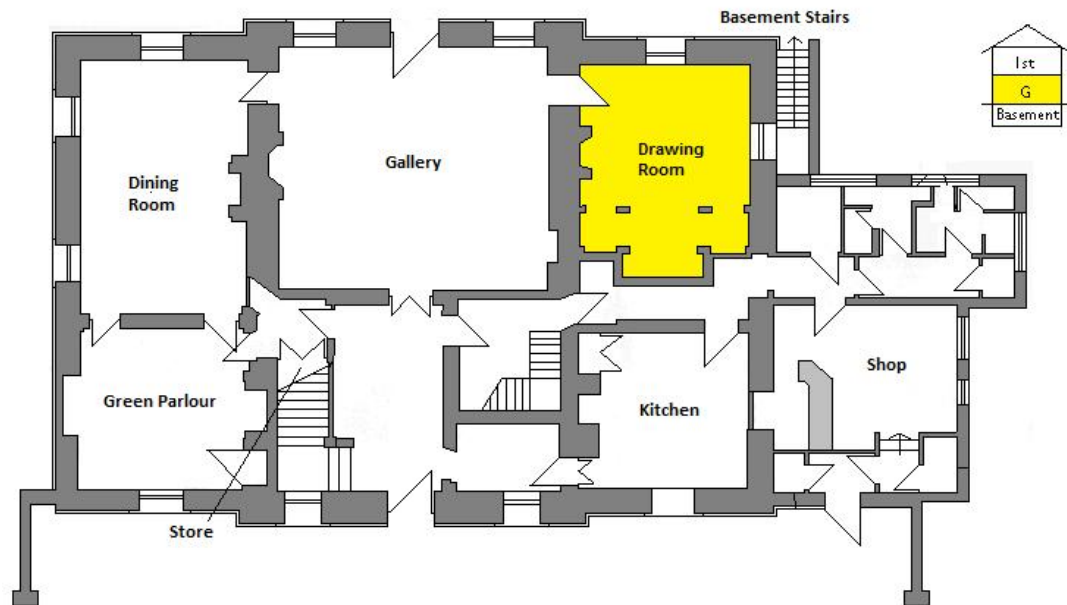 Basement Stairs
1st
G
Basement
Gallery
Drawing
Room
Dining
Room
Shop
Green Parlour
Kitchen
Store